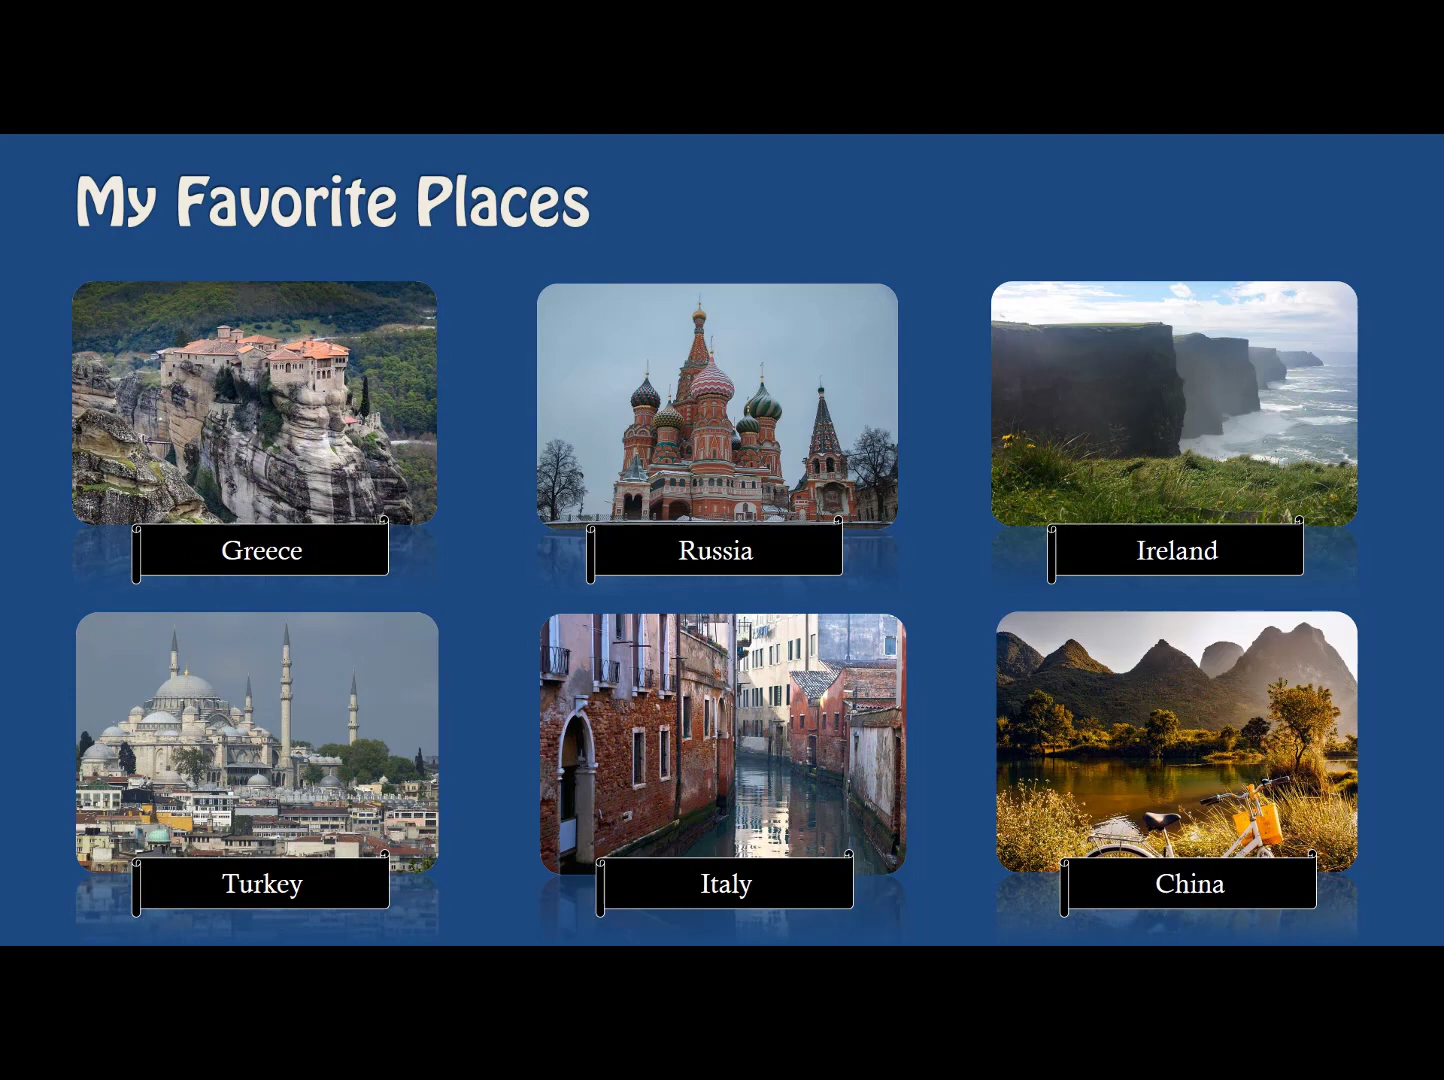 My Favorite Places
Greece
Russia
Ireland
Turkey
Italy
China